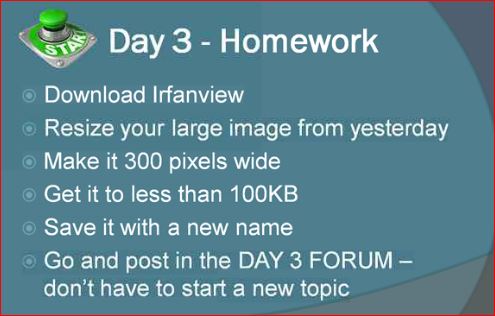 START
Day 3 - Homework
Download Irfanview
Resize your large image from yesterday
Make it 300 pixels wide
Get it to less than 100KB
Save it with a new name
Go and post in the DAY 3 FORUM –
don't have to start a new topic